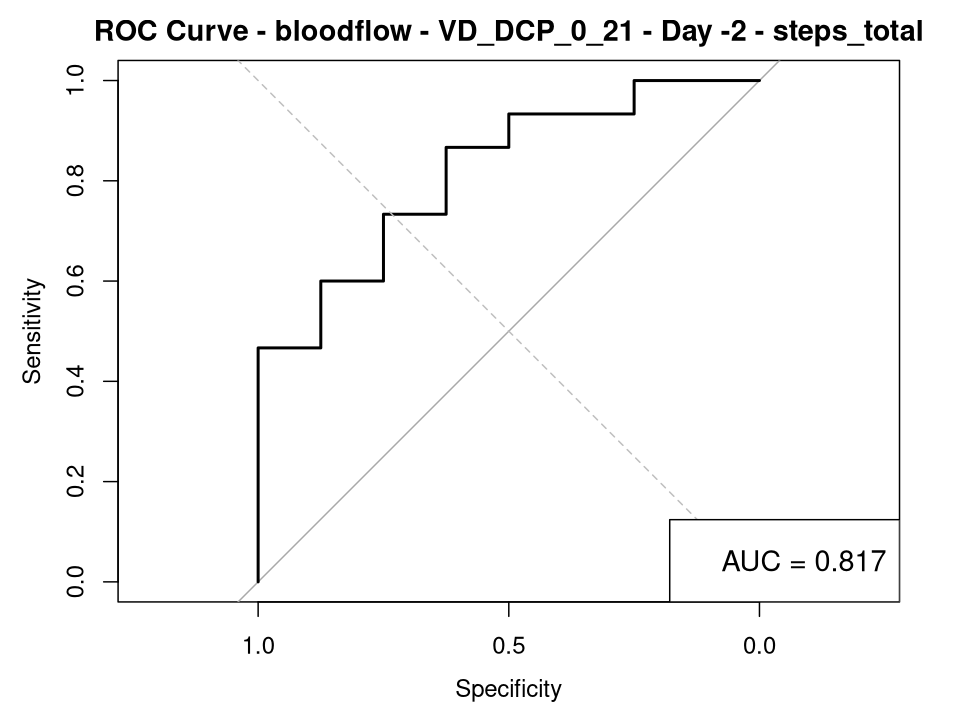 ROC Curve - bloodflow - VD_DCP_0_21 - Day -2 - steps_total
1.0
0.8
0.6
0.4
0.2
0.0
Sensitivity
AUC = 0.817
1.0 0.5 0.0
Specificity